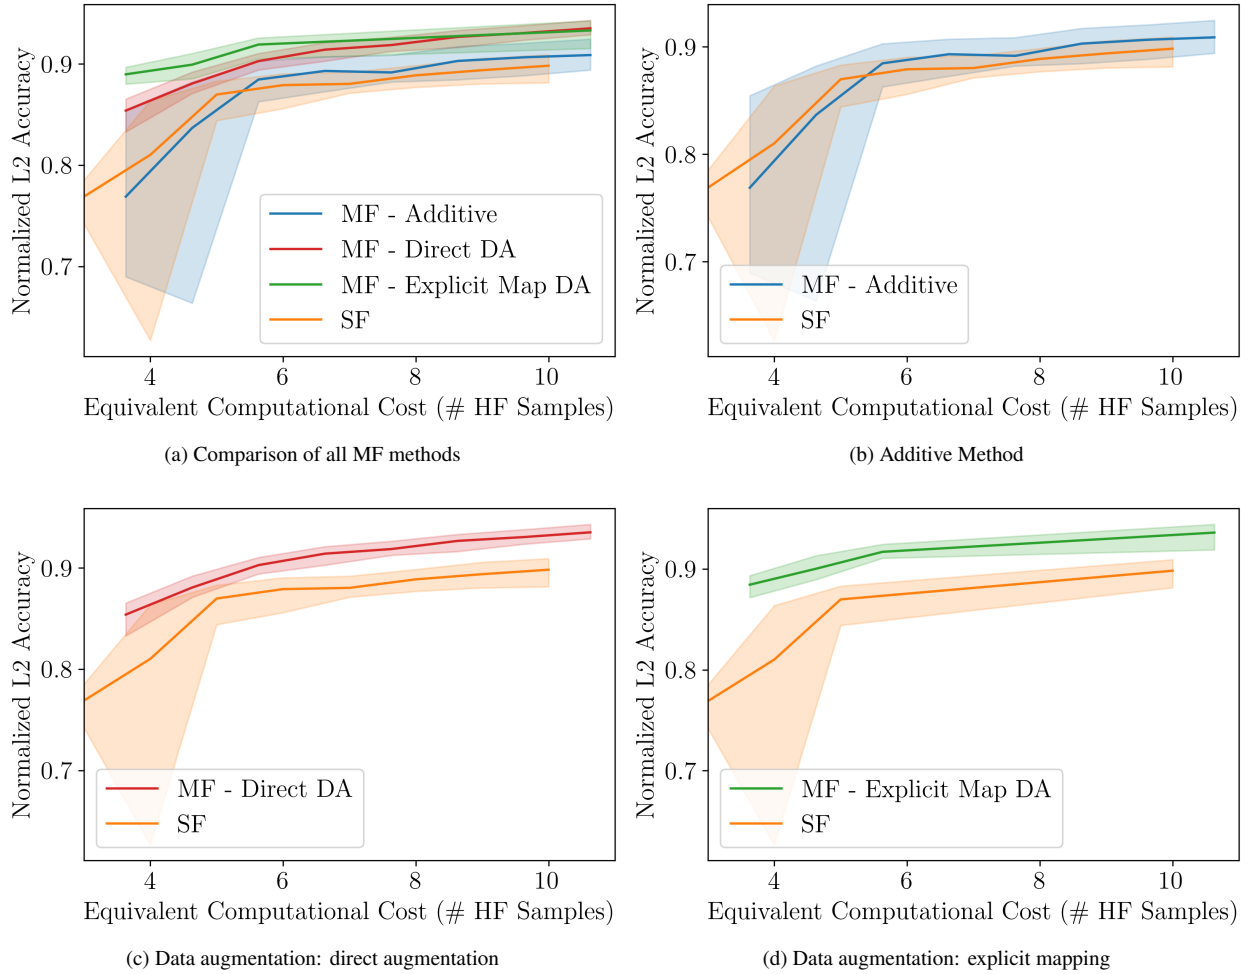 Normalized L2 Accuracy
0.9
0.8
0.7
MF - Additive
MF - Direct DA
MF - Explicit Map DA
SF
4 6 8 10
Equivalent Computational Cost (# HF Samples)
(a) Comparison of all MF methods
Normalized L2 Accuracy
0.9
0.8
0.7
MF - Additive
SF
4 6 8 10
Equivalent Computational Cost (# HF Samples)
(b) Additive Method
Normalized L2 Accuracy
0.9
0.8
0.7
MF - Direct DA
SF
4 6 8 10
Equivalent Computational Cost (# HF Samples)
(c) Data augmentation: direct augmentation
Normalized L2 Accuracy
0.9
0.8
0.7
MF - Explicit Map DA
SF
4 6 8 10
Equivalent Computational Cost (# HF Samples)
(d) Data augmentation: explicit mapping